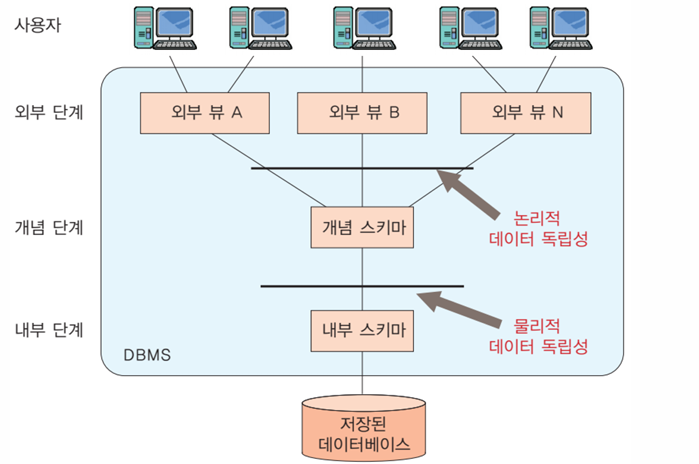 사용자
외부 단계
외부 뷰 A
외부 뷰 B
외부 뷰 N
논리적
데이터 독립성
개념 단계
개념 스키마
내부 단계
내부 스키마
물리적
데이터 독립성
DBMS
저장된
데이터베이스